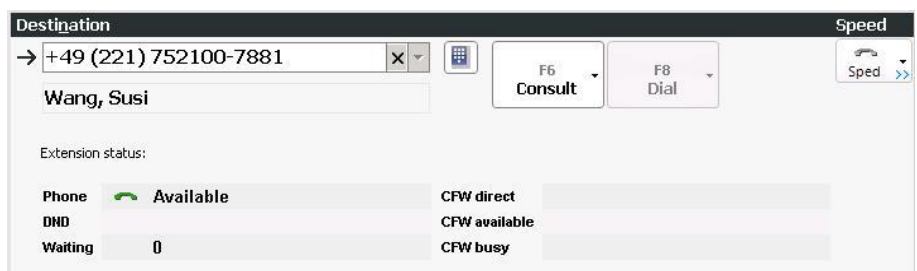 Destination Speed
→ +49 (221) 752100-7881
F6 Consult
F8 Dial
Sped >>
Wang, Susi
Extension status:
Phone Available CFW direct
DND CFW available
Waiting 0 CFW busy